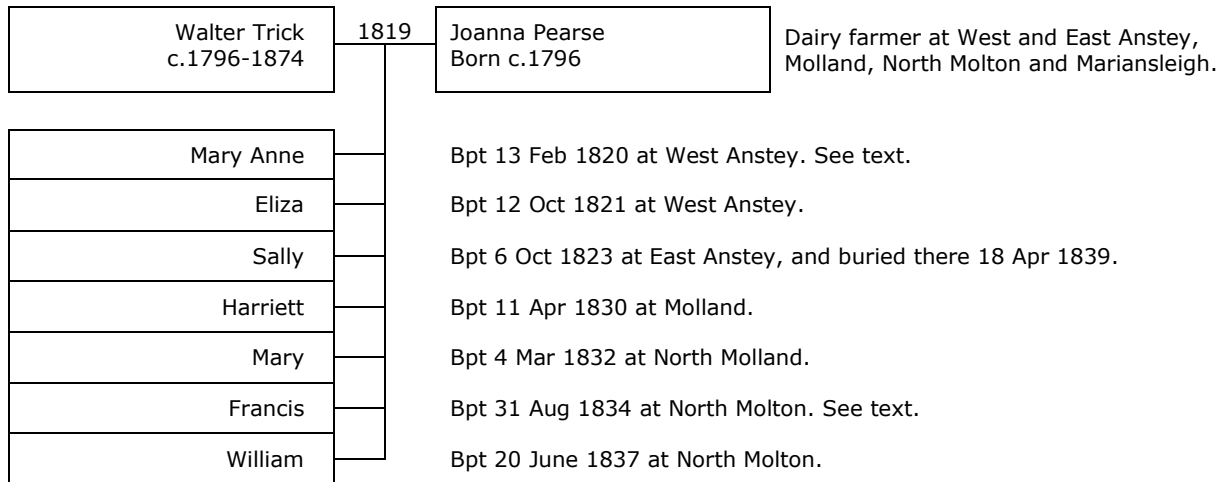 Walter Trick
c.1796-1874
1819
Joanna Pearse
Born c.1796
Dairy farmer at West and East Anstey,
Molland, North Molton and Mariansleigh.
Mary Anne
Bpt 13 Feb 1820 at West Anstey. See text.
Eliza
Bpt 12 Oct 1821 at West Anstey.
Sally
Bpt 6 Oct 1823 at East Anstey, and buried there 18 Apr 1839.
Harriett
Bpt 11 Apr 1830 at Molland.
Mary
Bpt 4 Mar 1832 at North Molland.
Francis
Bpt 31 Aug 1834 at North Molton. See text.
William
Bpt 20 June 1837 at North Molton.